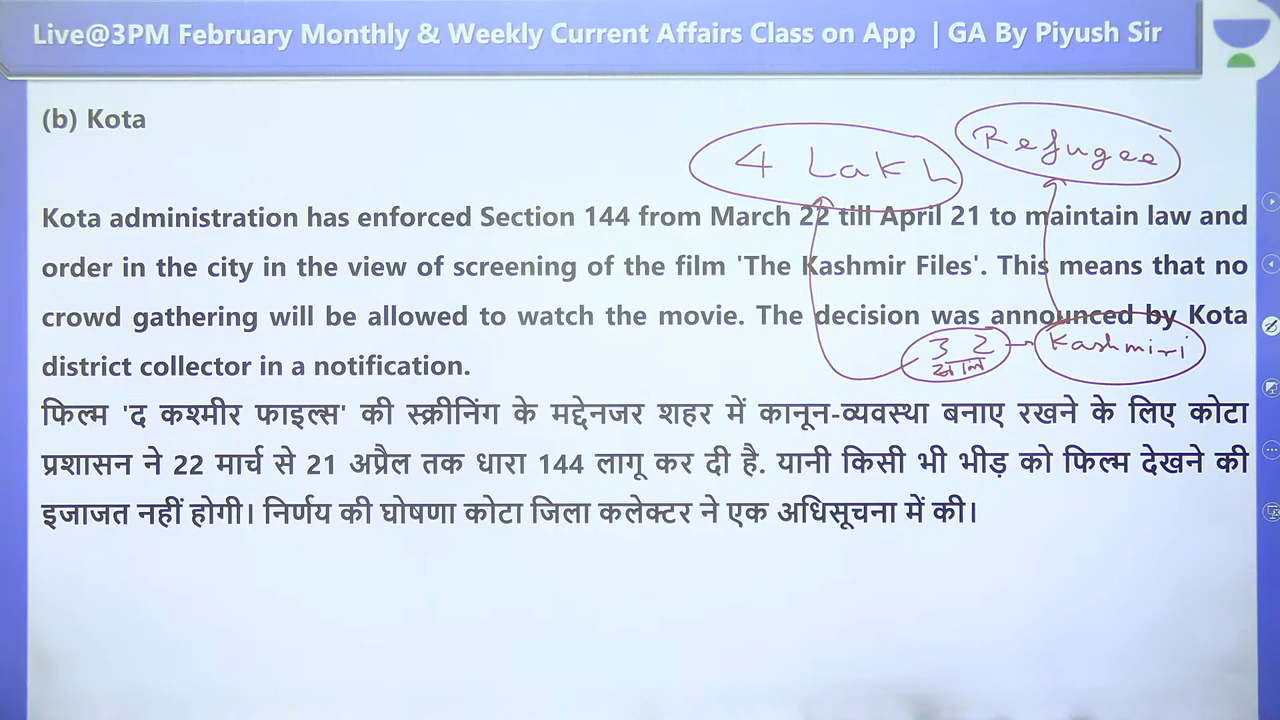 Live@3PM February Monthly & Weekly Current Affairs Class on App | GA By Piyush Sir
(b) Kota
4 Lakh
Refugee
Kota administration has enforced Section 144 from March 22 till April 21 to maintain law and
order in the city in the view of screening of the film 'The Kashmir Files'. This means that no
crowd gathering will be allowed to watch the movie. The decision was announced by Kota
district collector in a notification.
32 साल
Kashmiri
फिल्म 'द कश्मीर फाइल्स' की स्क्रीनिंग के मद्देनजर शहर में कानून-व्यवस्था बनाए रखने के लिए कोटा
प्रशासन ने 22 मार्च से 21 अप्रैल तक धारा 144 लागू कर दी है. यानी किसी भी भीड़ को फिल्म देखने की
इजाजत नहीं होगी। निर्णय की घोषणा कोटा जिला कलेक्टर ने एक अधिसूचना में की।